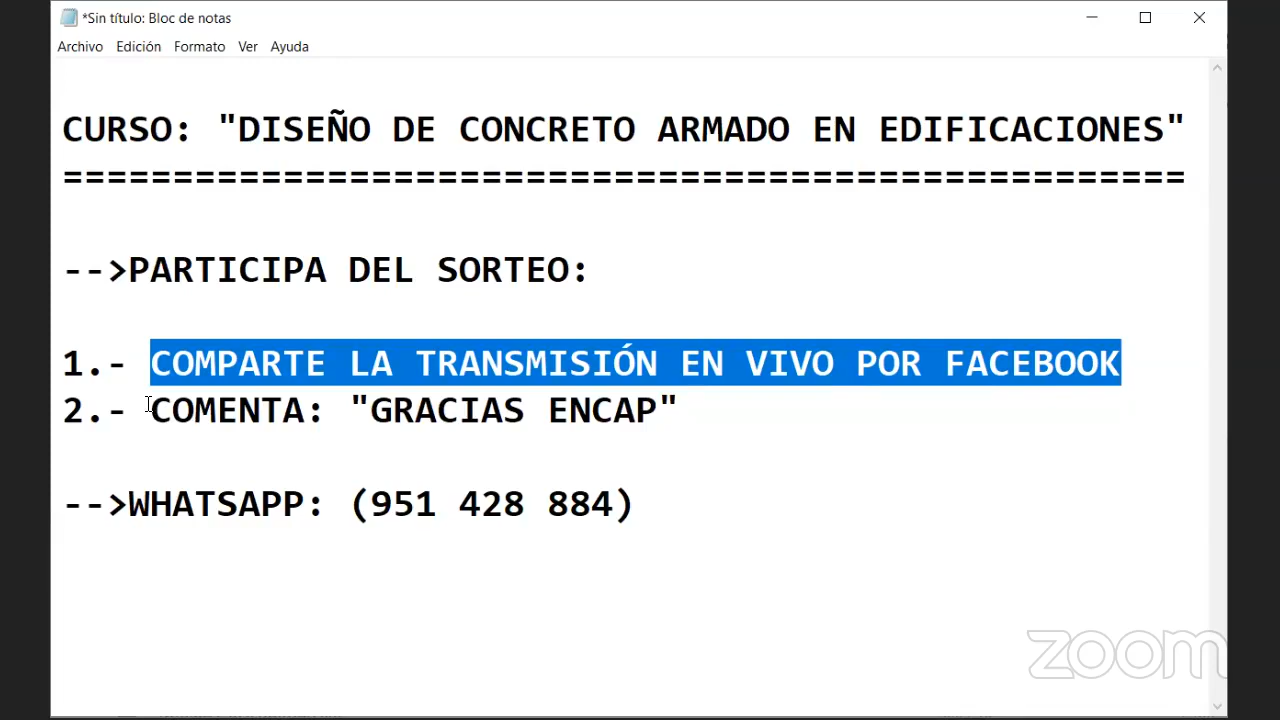 *Sin título: Bloc de notas
Archivo Edición Formato Ver Ayuda
CURSO: "DISEÑO DE CONCRETO ARMADO EN EDIFICACIONES"
===================================================
-->PARTICIPA DEL SORTEO:
1.- COMPARTE LA TRANSMISIÓN EN VIVO POR FACEBOOK
2.- COMENTA: "GRACIAS ENCAP"
-->WHATSAPP: (951 428 884)
zoom